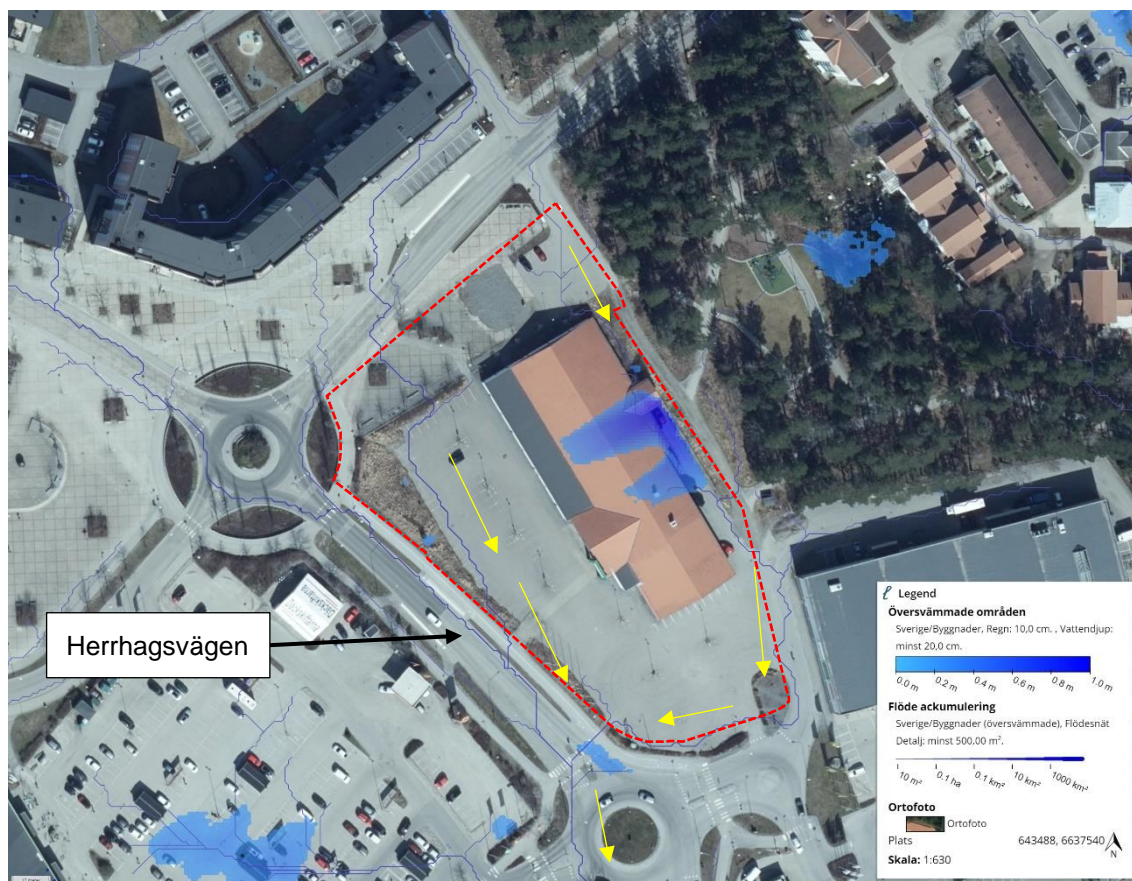 Herrhagsvägen
Legend
Översvämmade områden
Sverige/Byggnader, Regn: 10,0 cm. , Vattendjup:
minst 20,0 cm.
0.0 m 0.2 m 0.4 m 0.6 m 0.8 m 1.0 m
Flöde ackumulering
Sverige/Byggnader (översvämmade), Flödesnät
Detalj: minst 500,00 m².
10 m² 0.1 ha 0.1 km² 10 km² 1000 km²
Ortofoto
Ortofoto
Plats 643488, 6637540
N
Skala: 1:630